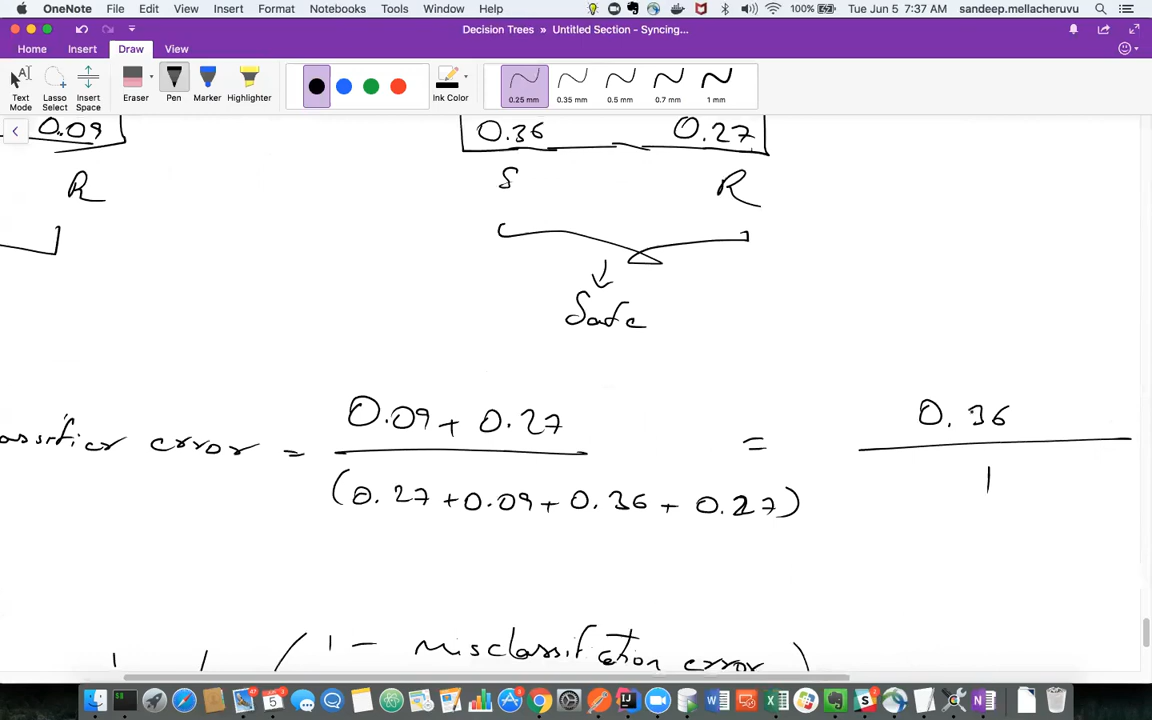 OneNote File Edit View Insert Format Notebooks Tools Window Help 100% Tue Jun 5 7:37 AM sandeep.mellacheruvu
Decision Trees » Untitled Section - Syncing...
Home Insert Draw View
Text Mode Lasso Select Insert Space Eraser Pen Marker Highlighter Ink Color 0.25 mm 0.35 mm 0.5 mm 0.7 mm 1 mm
0.09 0.36 0.27
R S R
Safe
0.09 + 0.27 0.36
error = =
(0.27 + 0.09 + 0.36 + 0.27) 1
( 1 - misclassification error )